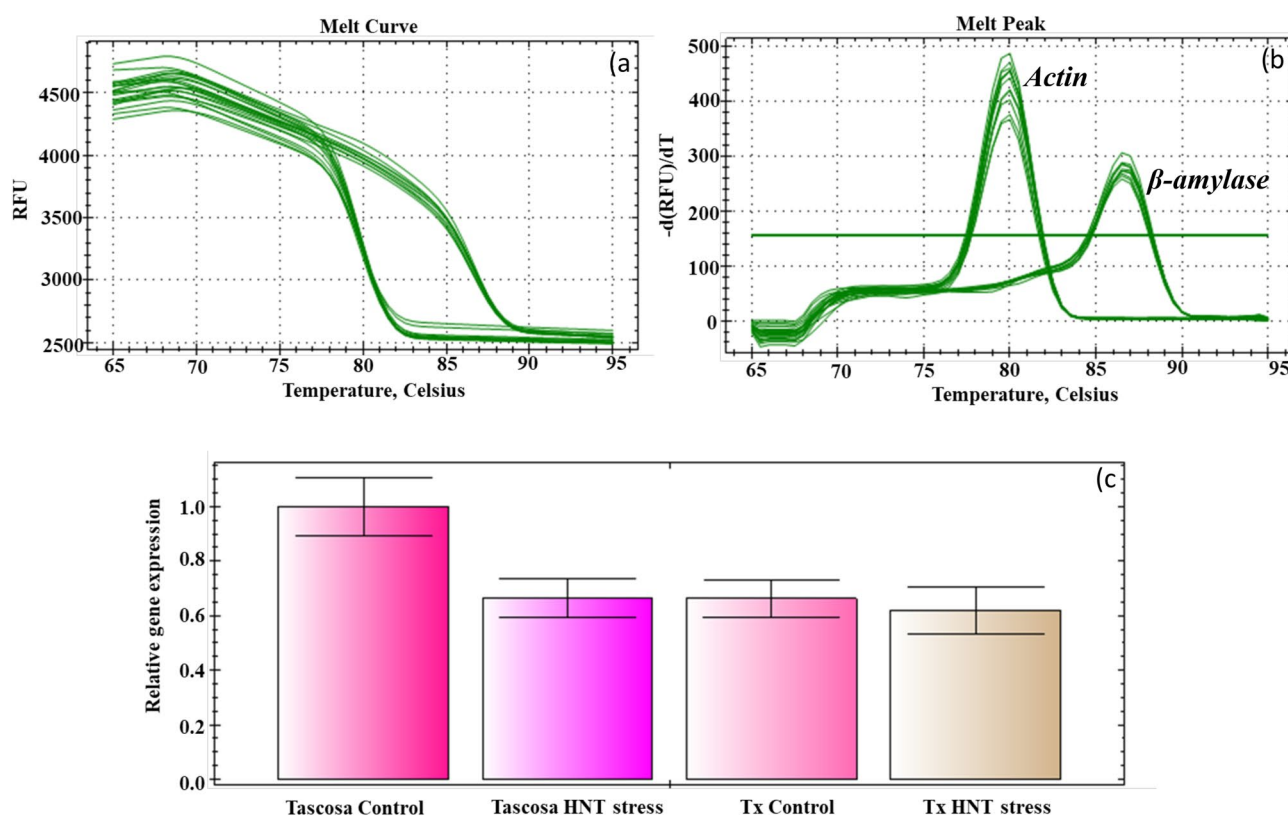 Melt Curve
(a
4500
4000
3500
3000
2500
RFU
65 70 75 80 85 90 95
Temperature, Celsius
Melt Peak
(b
Actin
β-amylase
500
400
300
200
100
0
-d(RFU)/dT
65 70 75 80 85 90 95
Temperature, Celsius
(c
1.0
0.8
0.6
0.4
0.2
0.0
Relative gene expression
Tascosa Control Tascosa HNT stress Tx Control Tx HNT stress